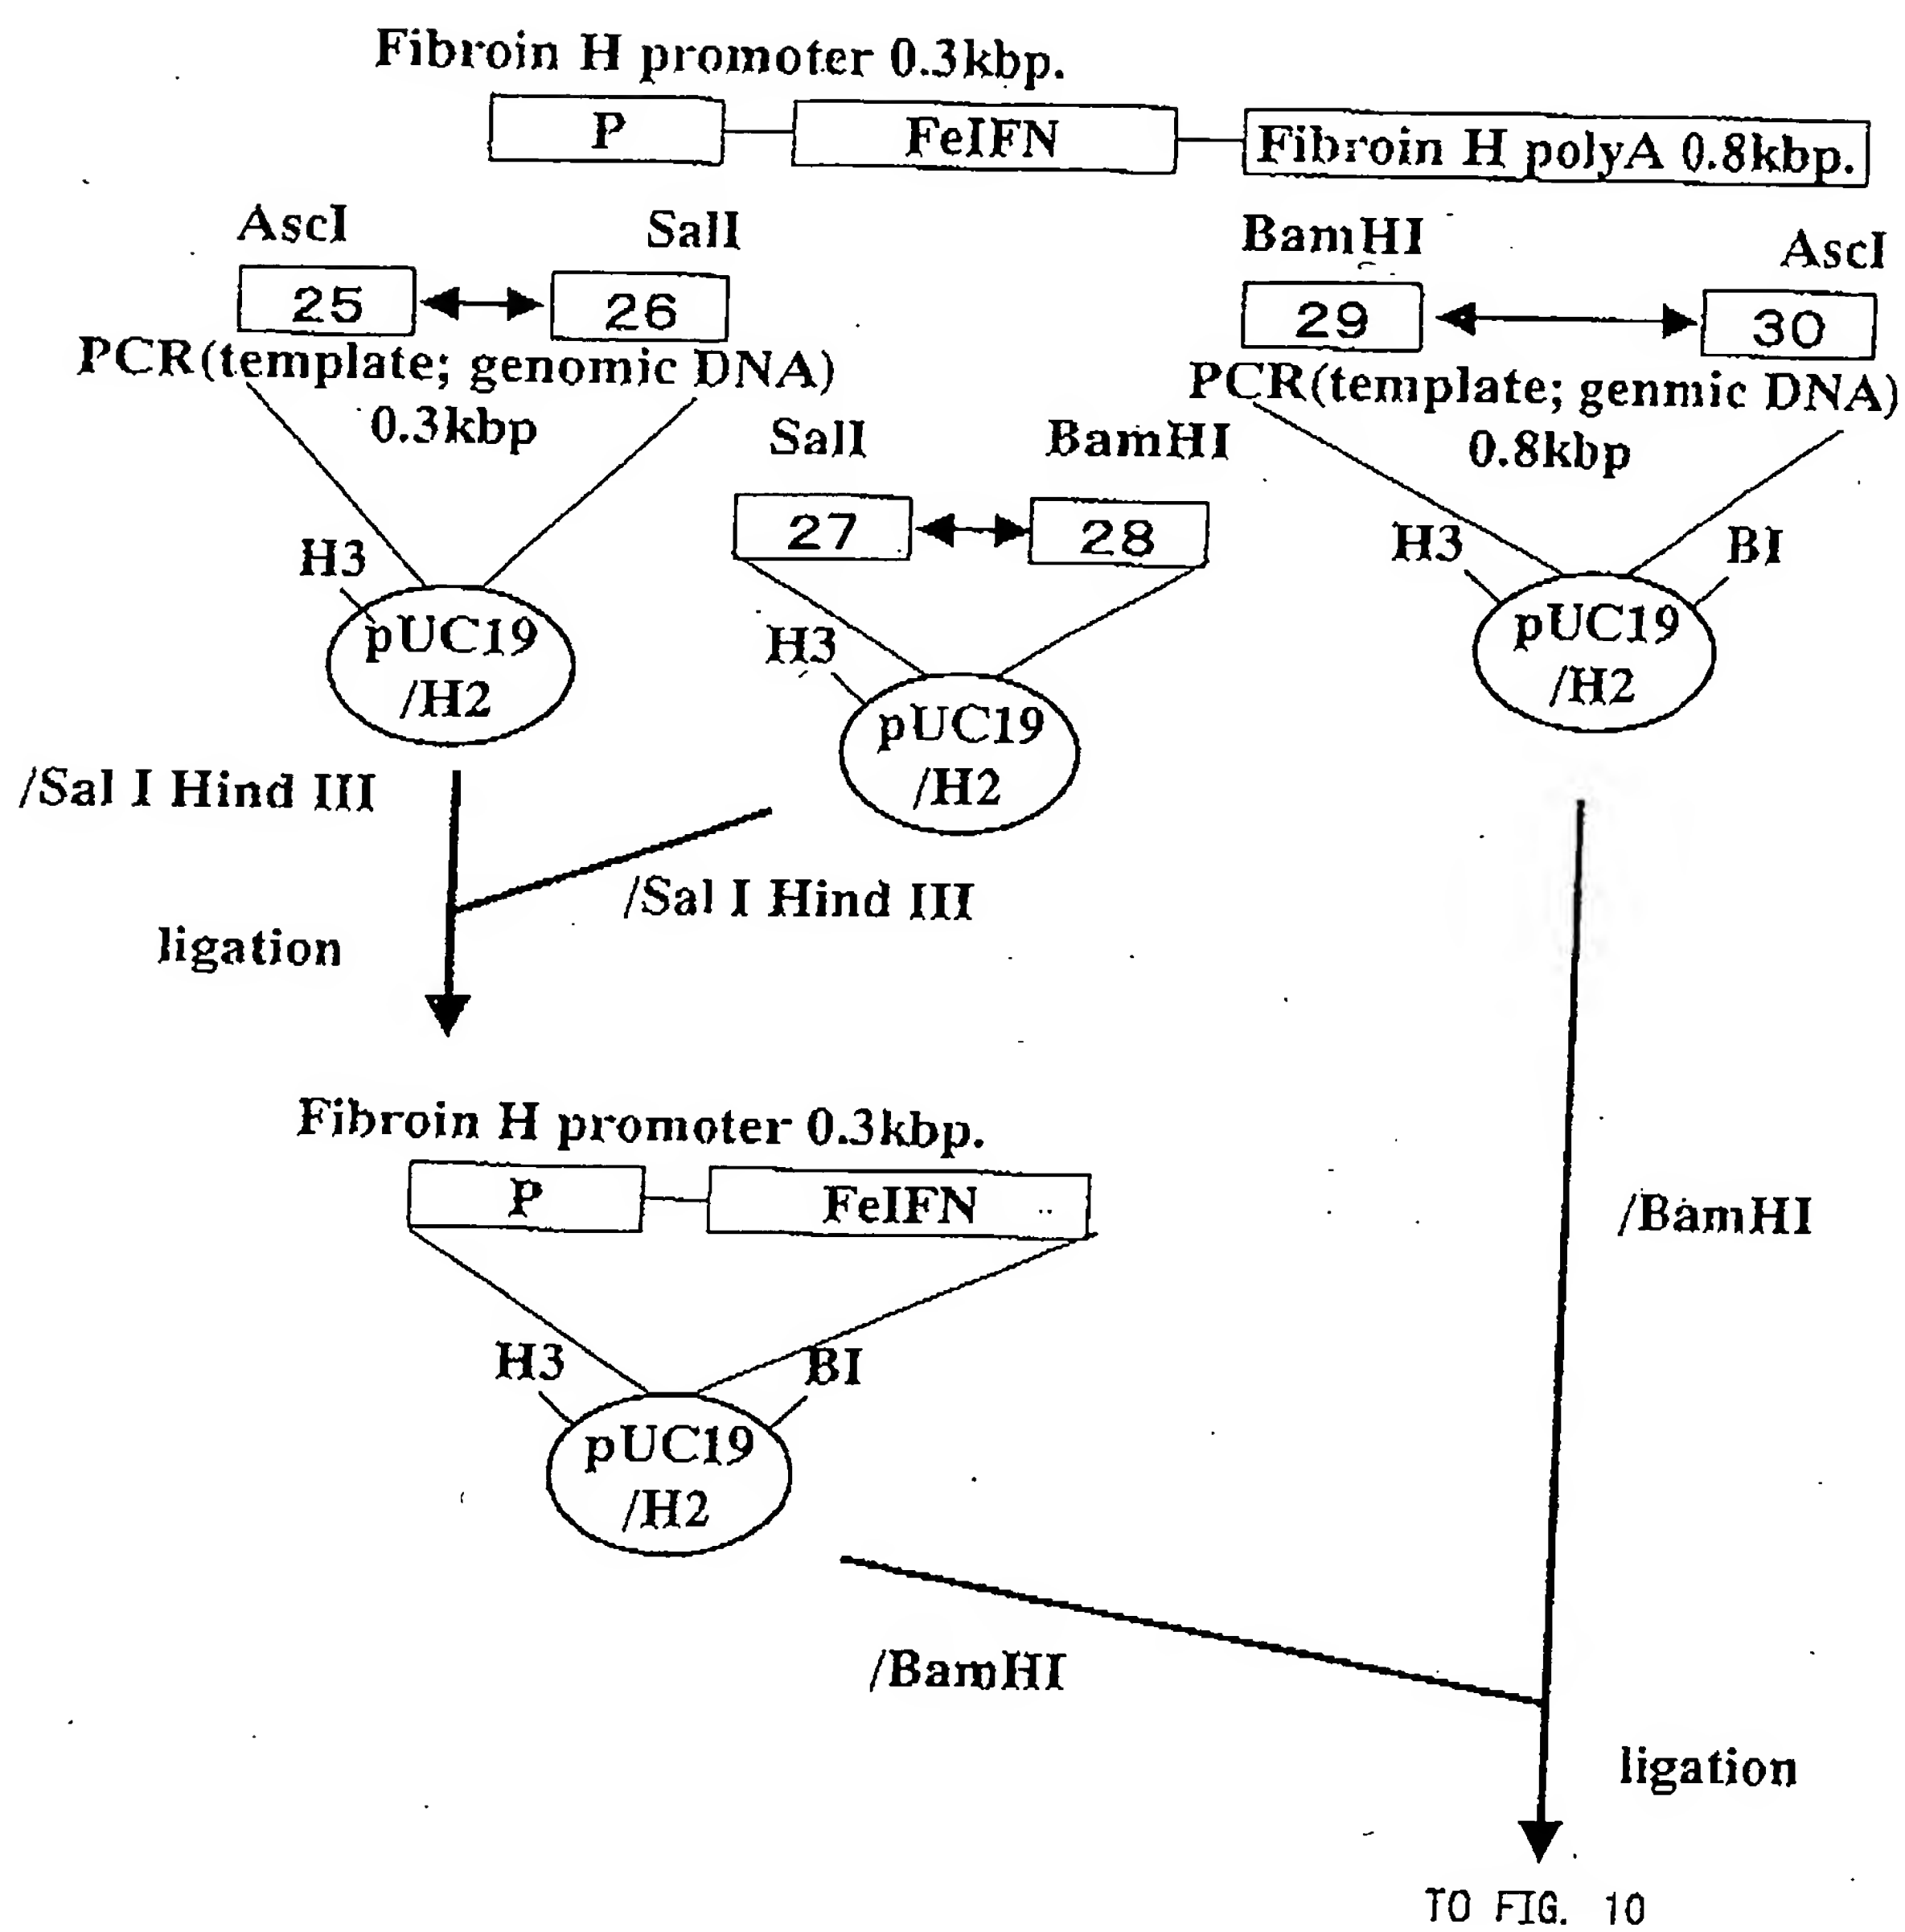 Fibroin H promoter 0.3kbp.
P
FeIFN
Fibroin H polyA 0.8kbp.
AscI
SalI
BamHI
AscI
25
26
29
30
PCR(template; genomic DNA)
0.3kbp
PCR(template; genmic DNA)
0.8kbp
SalI
BamHI
27
28
H3
pUC19
/H2
H3
pUC19
/H2
H3
BI
pUC19
/H2
/Sal I Hind III
/Sal I Hind III
ligation
Fibroin H promoter 0.3kbp.
P
FeIFN
/BamHI
H3
BI
pUC19
/H2
/BamHI
ligation
TO FIG. 10